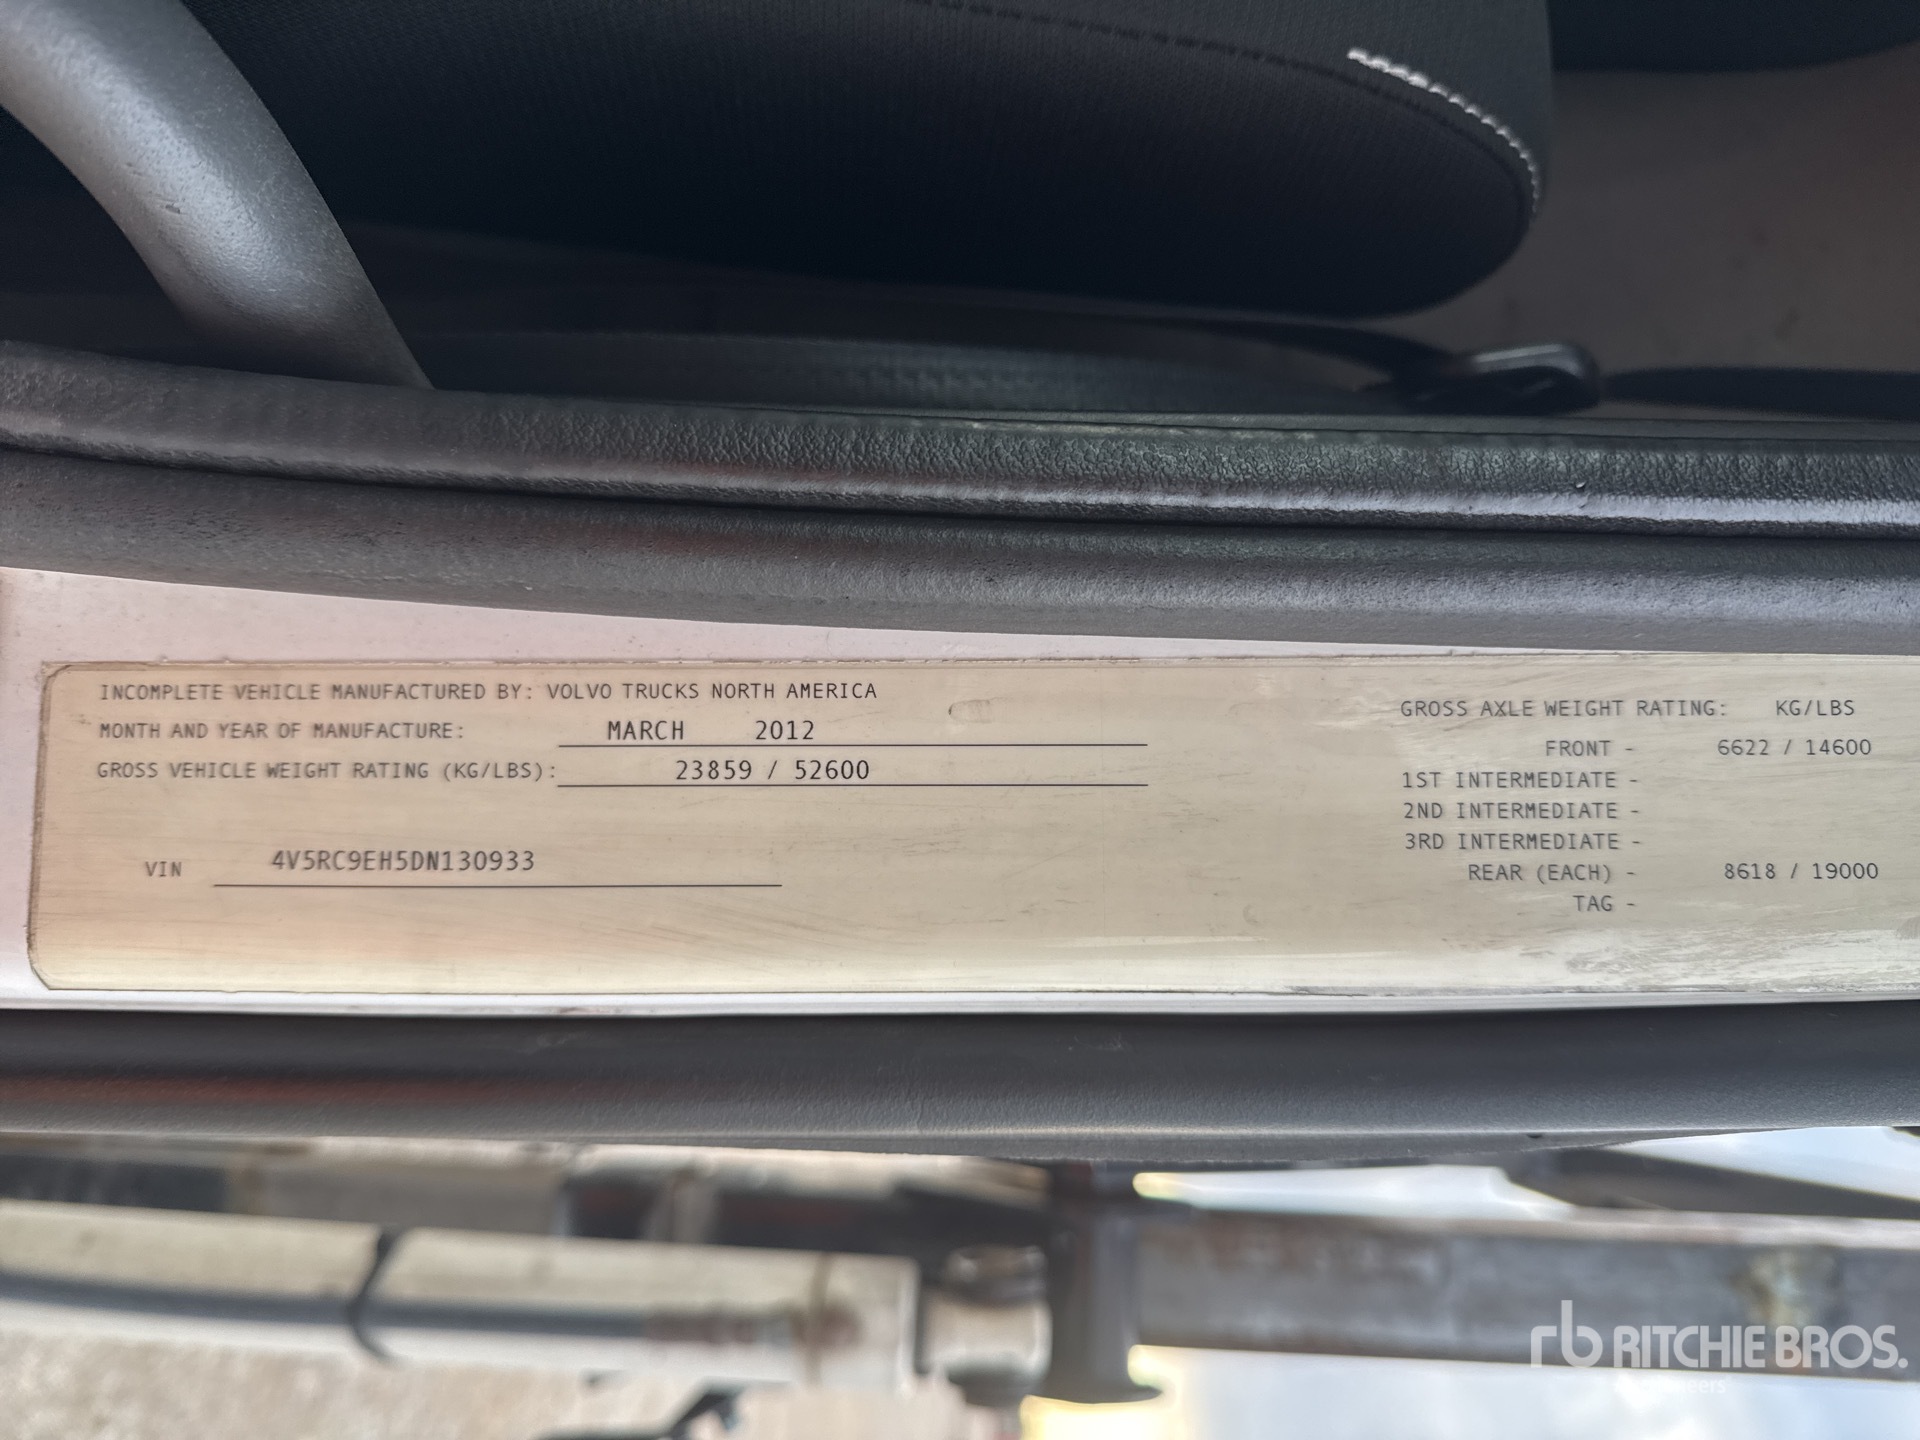 INCOMPLETE VEHICLE MANUFACTURED BY: VOLVO TRUCKS NORTH AMERICA
MONTH AND YEAR OF MANUFACTURE: MARCH 2012
GROSS VEHICLE WEIGHT RATING (KG/LBS): 23859 / 52600
VIN 4V5RC9EH5DN130933
GROSS AXLE WEIGHT RATING: KG/LBS
FRONT - 6622 / 14600
1ST INTERMEDIATE -
2ND INTERMEDIATE -
3RD INTERMEDIATE -
REAR (EACH) - 8618 / 19000
TAG -
rb RITCHIE BROS.